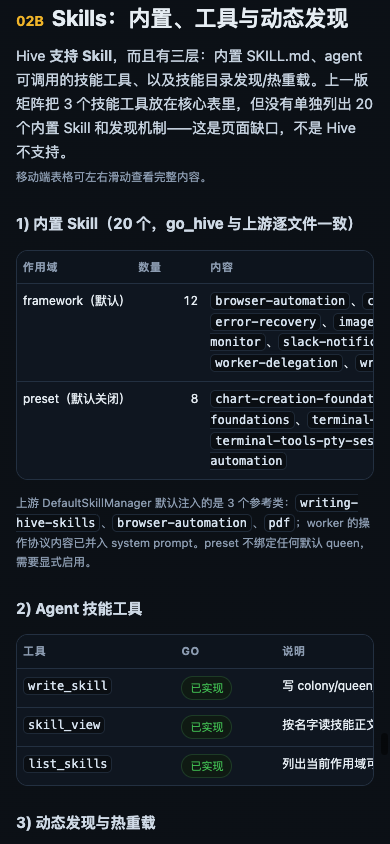 02B Skills：内置、工具与动态发现
Hive 支持 Skill，而且有三层：内置 SKILL.md、agent
可调用的技能工具、以及技能目录发现/热重载。上一版
矩阵把 3 个技能工具放在核心表里，但没有单独列出 20
个内置 Skill 和发现机制——这是页面缺口，不是 Hive
不支持。
移动端表格可左右滑动查看完整内容。
1) 内置 Skill（20 个，go_hive 与上游逐文件一致）
作用域 数量 内容
framework（默认） 12 browser-automation、
error-recovery、image
monitor、slack-notific
worker-delegation、wr
preset（默认关闭） 8 chart-creation-founda
foundations、terminal-
terminal-tools-pty-ses
automation
上游 DefaultSkillManager 默认注入的是 3 个参考类：writing-
hive-skills、browser-automation、pdf；worker 的操
作协议内容已并入 system prompt。preset 不绑定任何默认 queen，
需要显式启用。
2) Agent 技能工具
工具 GO 说明
write_skill 已实现 写 colony/queen
skill_view 已实现 按名字读技能正文
list_skills 已实现 列出当前作用域可
3) 动态发现与热重载